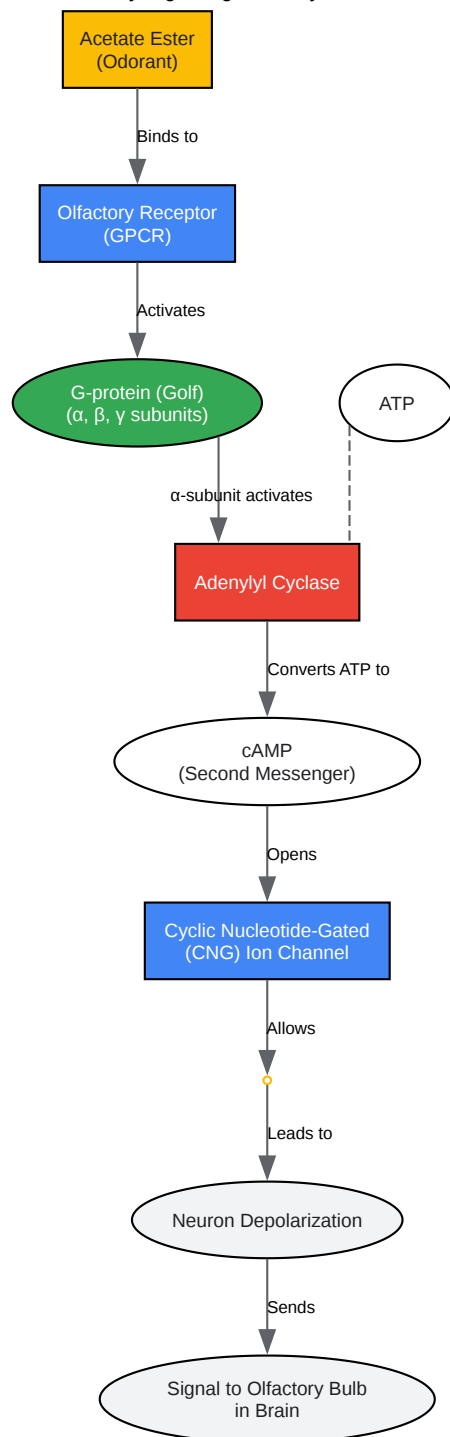 Acetate Ester
(Odorant)
Binds to
Olfactory Receptor
(GPCR)
Activates
G-protein (Golf)
(α, β, γ subunits)
ATP
α-subunit activates
Adenylyl Cyclase
Converts ATP to
cAMP
(Second Messenger)
Opens
Cyclic Nucleotide-Gated
(CNG) Ion Channel
Allows
Leads to
Neuron Depolarization
Sends
Signal to Olfactory Bulb
in Brain